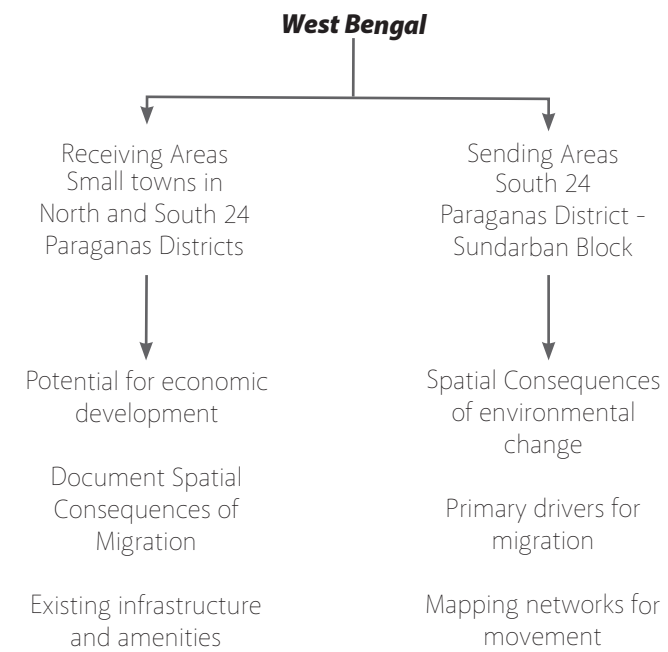 West Bengal
Receiving Areas
Small towns in
North and South 24
Paraganas Districts
Potential for economic
development
Document Spatial
Consequences of
Migration
Existing infrastructure
and amenities
Sending Areas
South 24
Paraganas District -
Sundarban Block
Spatial Consequences
of environmental
change
Primary drivers for
migration
Mapping networks for
movement